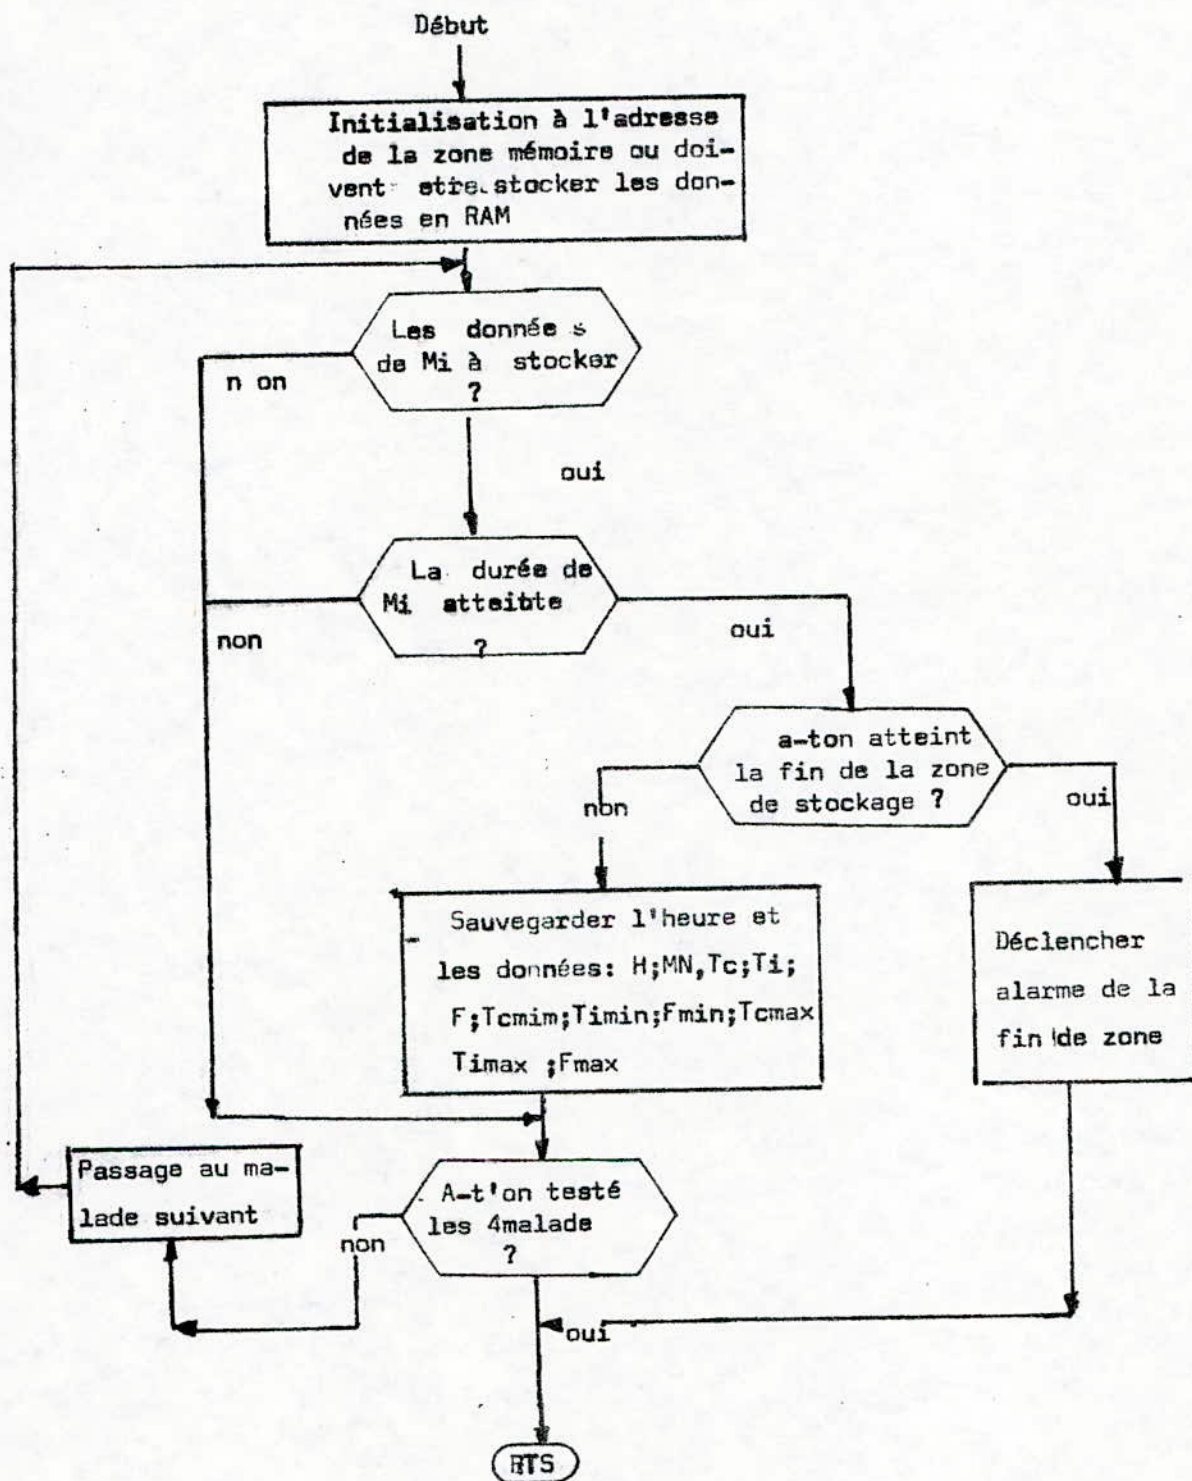 Début
Initialisation à l'adresse
de la zone mémoire ou doi-
vent etre stocker les don-
nées en RAM
Les données
de Mi à stocker
?
n on
oui
La durée de
Mi atteibte
?
non
oui
a-ton atteint
la fin de la zone
de stockage ?
non
oui
Sauvegarder l'heure et
les données: H;MN,Tc;Ti;
F;Tcmim;Timin;Fmin;Tcmax
Timax ;Fmax
Déclencher
alarme de la
fin de zone
Passage au ma-
lade suivant
A-t'on testé
les 4malade
?
non
oui
RTS